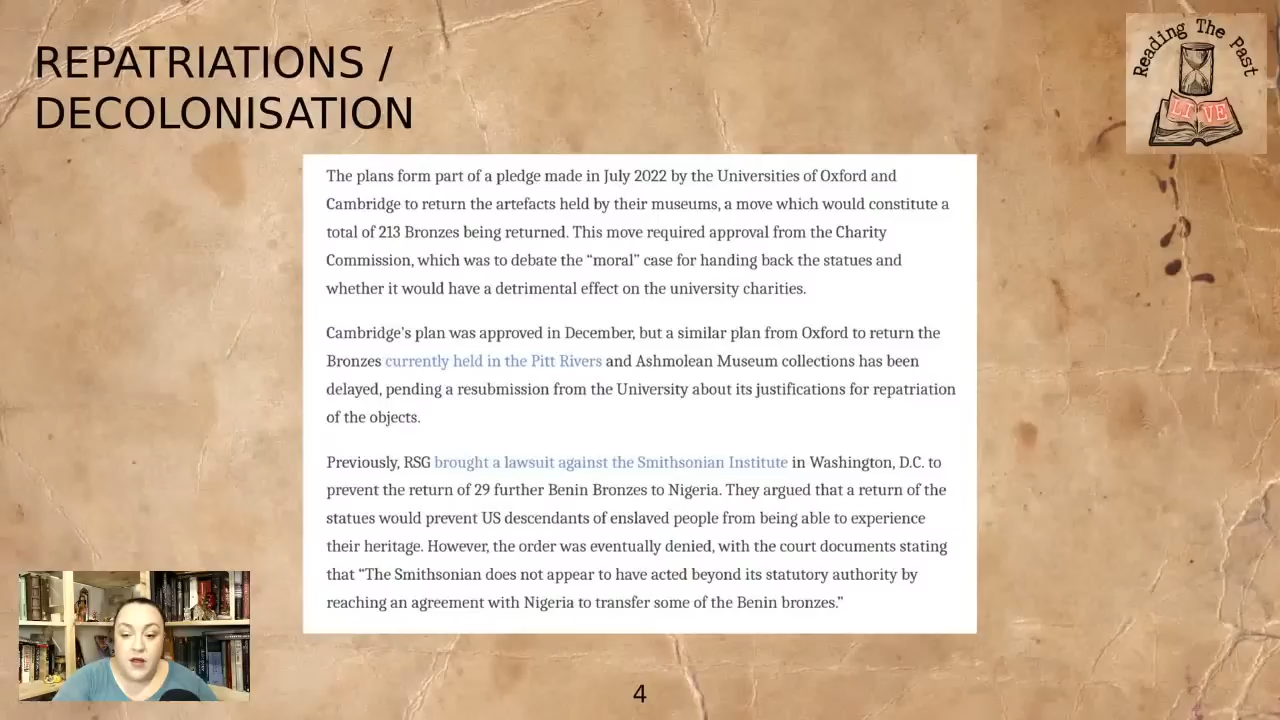 REPATRIATIONS /
DECOLONISATION
Reading The Past
LIVE
The plans form part of a pledge made in July 2022 by the Universities of Oxford and
Cambridge to return the artefacts held by their museums, a move which would constitute a
total of 213 Bronzes being returned. This move required approval from the Charity
Commission, which was to debate the “moral” case for handing back the statues and
whether it would have a detrimental effect on the university charities.
Cambridge's plan was approved in December, but a similar plan from Oxford to return the
Bronzes currently held in the Pitt Rivers and Ashmolean Museum collections has been
delayed, pending a resubmission from the University about its justifications for repatriation
of the objects.
Previously, RSG brought a lawsuit against the Smithsonian Institute in Washington, D.C. to
prevent the return of 29 further Benin Bronzes to Nigeria. They argued that a return of the
statues would prevent US descendants of enslaved people from being able to experience
their heritage. However, the order was eventually denied, with the court documents stating
that “The Smithsonian does not appear to have acted beyond its statutory authority by
reaching an agreement with Nigeria to transfer some of the Benin bronzes.”
4